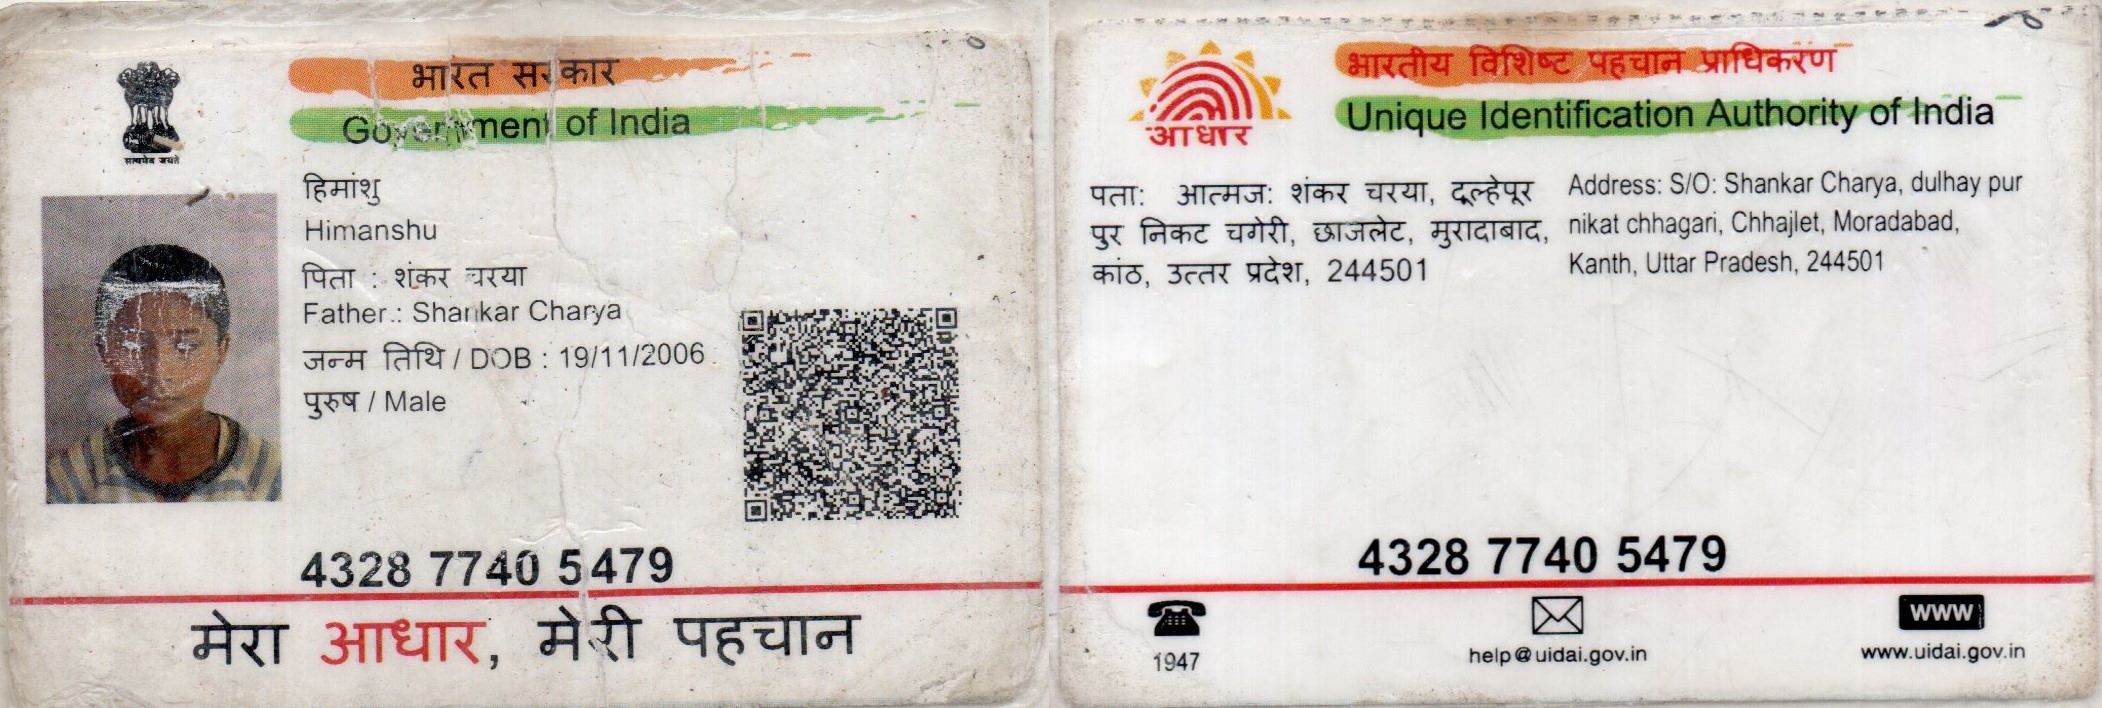 भारत सरकार
Government of India
सत्यमेव जयते
हिमांशु
Himanshu
पिता : शंकर चरया
Father.: Shankar Charya
जन्म तिथि / DOB : 19/11/2006
पुरुष / Male
4328 7740 5479
मेरा आधार, मेरी पहचान
भारतीय विशिष्ट पहचान प्राधिकरण
Unique Identification Authority of India
आधार
पता: आत्मज: शंकर चरया, दूल्हेपूर
पुर निकट चगेरी, छाजलेट, मुरादाबाद,
कांठ, उत्तर प्रदेश, 244501
Address: S/O: Shankar Charya, dulhay pur
nikat chhagari, Chhajlet, Moradabad,
Kanth, Uttar Pradesh, 244501
4328 7740 5479
1947
help@uidai.gov.in
www
www.uidai.gov.in